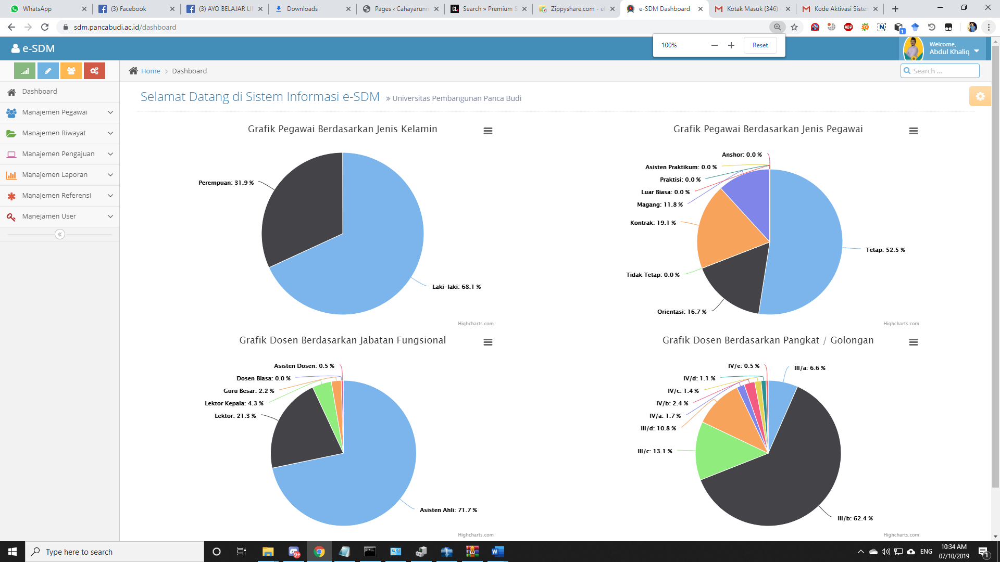 WhatsApp
(3) Facebook
(3) AYO BELAJAR LI
Downloads
Pages ‹ Cahayarunn
Search » Premium S
Zippyshare.com - e
e-SDM Dashboard
Kotak Masuk (346)
Kode Aktivasi Sister
sdm.pancabudi.ac.id/dashboard
ABP
1
100%
Reset
e-SDM
Welcome,
Abdul Khaliq
Home
Dashboard
Search ...
Dashboard
Manajemen Pegawai
Manajemen Riwayat
Manajemen Pengajuan
Manajemen Laporan
Manajemen Referensi
Manejamen User
Selamat Datang di Sistem Informasi e-SDM » Universitas Pembangunan Panca Budi
Grafik Pegawai Berdasarkan Jenis Kelamin
Perempuan: 31.9 %
Laki-laki: 68.1 %
Highcharts.com
Grafik Pegawai Berdasarkan Jenis Pegawai
Anshor: 0.0 %
Asisten Praktikum: 0.0 %
Praktisi: 0.0 %
Luar Biasa: 0.0 %
Magang: 11.8 %
Kontrak: 19.1 %
Tetap: 52.5 %
Tidak Tetap: 0.0 %
Orientasi: 16.7 %
Highcharts.com
Grafik Dosen Berdasarkan Jabatan Fungsional
Asisten Dosen: 0.5 %
Dosen Biasa: 0.0 %
Guru Besar: 2.2 %
Lektor Kepala: 4.3 %
Lektor: 21.3 %
Asisten Ahli: 71.7 %
Highcharts.com
Grafik Dosen Berdasarkan Pangkat / Golongan
IV/e: 0.5 %
III/a: 6.6 %
IV/d: 1.1 %
IV/c: 1.4 %
IV/b: 2.4 %
IV/a: 1.7 %
III/d: 10.8 %
III/c: 13.1 %
III/b: 62.4 %
Highcharts.com
Type here to search
9+
ENG
10:34 AM
07/10/2019
1